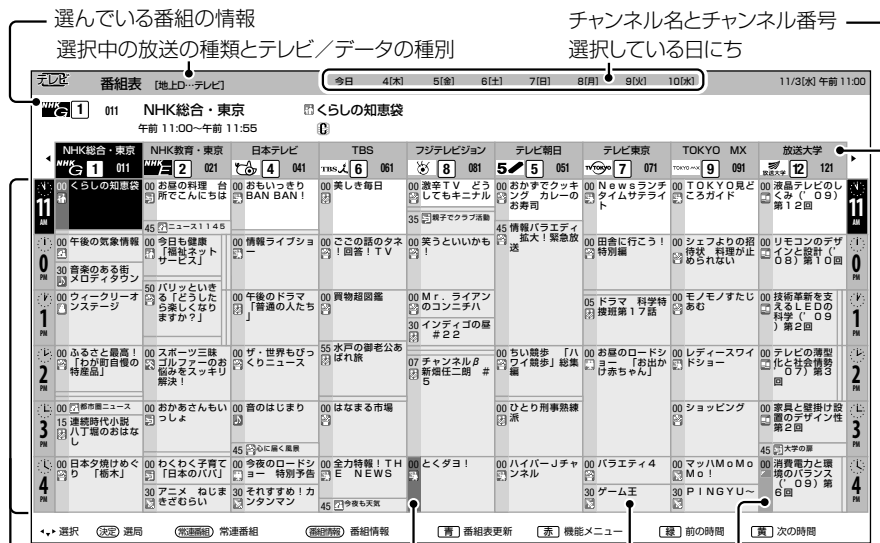 選んでいる番組の情報
チャンネル名とチャンネル番号
選択中の放送の種類とテレビ／データの種別
選択している日にち
テレビ 番組表 [地上D…テレビ] 今日 4[木] 5[金] 6[土] 7[日] 8[月] 9[火] 10[水] 11/3[水] 午前 11:00
NHK G 1 011 NHK総合・東京 くらしの知恵袋
午前 11:00～午前 11:55
NHK総合・東京 NHK教育・東京 日本テレビ TBS フジテレビジョン テレビ朝日 テレビ東京 TOKYO MX 放送大学
NHK G 1 011 NHK E 2 021 4 041 TBS 6 061 8 081 5 051 TV TOKYO 7 071 TOKYO MX 9 091 放送大学 12 121
11 AM
00 くらしの知恵袋
00 お昼の料理 台
所でこんにちは
45 ニュース１１４５
00 おもいっきり
BAN BAN！
00 美しき毎日
00 激辛ＴＶ どう
してもキニナル
35 親子でクラブ活動
00 おかずでクッキ
ング カレーの
お寿司
45 情報バラエディ
拡大！緊急放
送
00 Ｎｅｗｓランチ
タイムサテライ
ト
00 ＴＯＫＹＯ見ど
ころガイド
00 液晶テレビのし
くみ（’０９）
第１２回
0 PM
00 午後の気象情報
30 音楽のある街
メロディタウン
00 今日も健康
「福祉ネット
サービス」
50 バリッといき
る「どうした
ら楽しくなり
ますか？」
00 情報ライブショ
ー
00 ごごの話のタネ
！回答！ＴＶ
00 笑うといいかも
！
00 田舎に行こう！
特別編
00 シェフよりの招
待状 料理が止
められない
00 リモコンのデザ
インと設計（’
０８）第１０回
1 PM
00 ウィークリーオ
ンステージ
00 午後のドラマ
「普通の人たち
」
00 買物超図鑑
00 Ｍｒ．ライアン
のコンニチハ
30 インディゴの昼
＃２２
05 ドラマ 科学特
捜班第１７話
00 モノモノすたじ
あむ
00 技術革新を支
えるＬＥＤの
科学（’０９
）第２回
2 PM
00 ふるさと最高！
「わが町自慢の
特産品」
00 スポーツ三昧
ゴルファーのお
悩みをスッキリ
解決！
00 ザ・世界もびっ
くりニュース
55 水戸の御老公あ
ばれ旅
07 チャンネルβ
新畑任二朗 ＃
５
00 ちい競歩 「ハ
ワイ競歩」総集
編
00 お昼のロードシ
ョー 「お出か
け赤ちゃん」
00 レディースワイ
ドショー
00 テレビの薄型
化と社会情勢
（’０７）第３
回
3 PM
00 都市圏ニュース
15 連続時代小説
八丁堀のおはな
し
00 おかあさんもい
っしょ
00 音のはじまり
45 心に届く風景
00 はなまる市場
00 ひとり刑事熟練
派
00 ショッピング
00 家具と壁掛け設
置のデザイン性
第２回
45 大学の扉
4 PM
00 日本夕焼けめぐ
り 「栃木」
00 わくわく子育て
「日本のパパ」
30 アニメ ねじま
きざむらい
00 今夜のロードシ
ョー 特別予告
30 それすすめ！カ
ンタンマン
00 全力特報！ＴＨ
Ｅ ＮＥＷＳ
45 今夜も天気
00 とくダヨ！
00 ハイパーＪチャ
ンネル
00 バラエティ４
30 ゲーム王
00 マッハＭｏＭｏ
Ｍｏ！
30 ＰＩＮＧＵ～
00 消費電力と環
境のバランス
（’０９）第
６回
選択 決定 選局 常連番組 常連番組 番組情報 番組情報 青 番組表更新 赤 機能メニュー 緑 前の時間 黄 次の時間